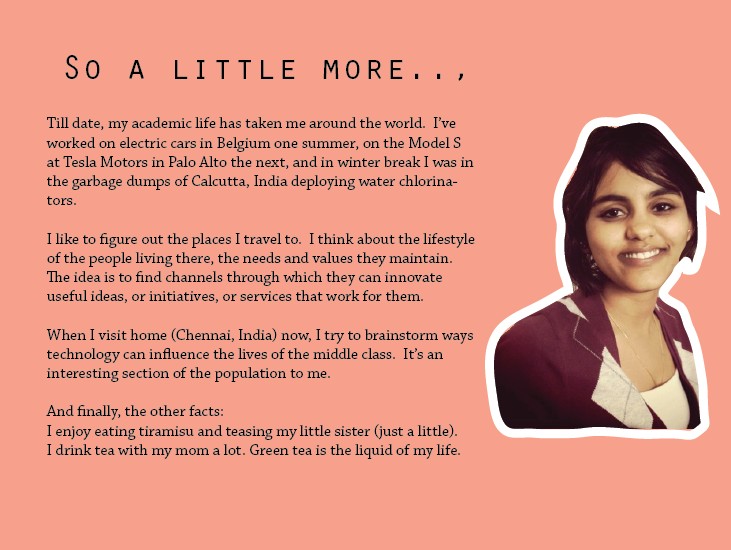 So a little more..,
Till date, my academic life has taken me around the world.  I've
worked on electric cars in Belgium one summer, on the Model S
at Tesla Motors in Palo Alto the next, and in winter break I was in
the garbage dumps of Calcutta, India deploying water chlorina-
tors.
I like to figure out the places I travel to.  I think about the lifestyle
of the people living there, the needs and values they maintain.
The idea is to find channels through which they can innovate
useful ideas, or initiatives, or services that work for them.
When I visit home (Chennai, India) now, I try to brainstorm ways
technology can influence the lives of the middle class.  It's an
interesting section of the population to me.
And finally, the other facts:
I enjoy eating tiramisu and teasing my little sister (just a little).
I drink tea with my mom a lot. Green tea is the liquid of my life.